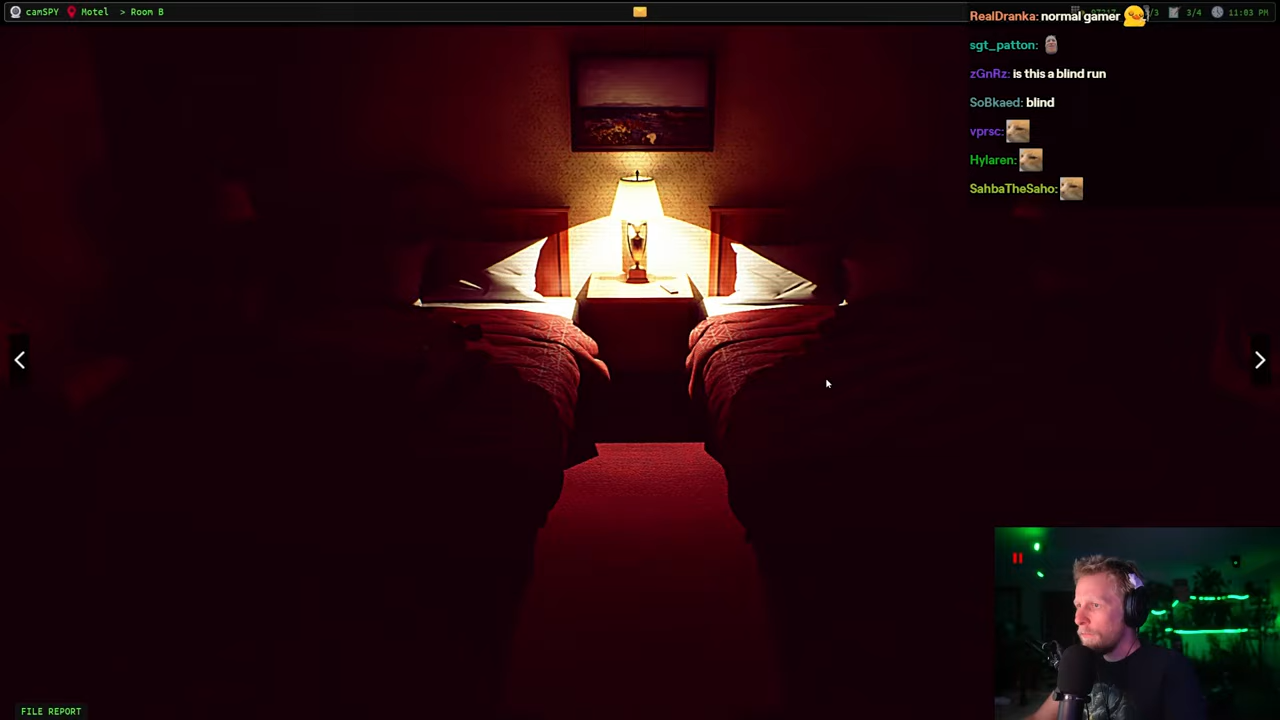 camSPY Motel > Room B
3/4 11:03 PM
RealDranka: normal gamer
sgt_patton:
zGnRz: is this a blind run
SoBkaed: blind
vprsc:
Hylaren:
SahbaTheSaho:
FILE REPORT